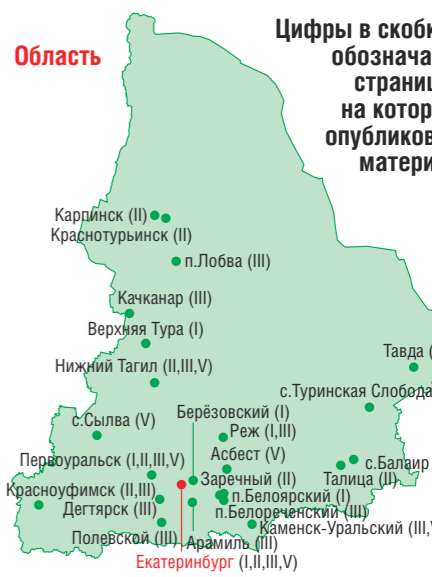 Область
Цифры в скобк
обозначa
страниц
на котор
опубликов
матери
Карпинск (II)
Краснотурьинск (II)
п.Лобва (III)
Качканар (III)
Верхняя Тура (I)
Тавда (
Нижний Тагил (II,III,V)
с.Туринская Слобода
Берёзовский (I)
с.Сылва (V)
Реж (I,III)
Асбест (V)
с.Балаир
Первоуральск (I,II,III,V)
Заречный (II)
Талица (II)
Красноуфимск (II,III)
п.Белоярский (I)
Дегтярск (III)
п.Белореченский (III)
Каменск-Уральский (III,V
Полевской (III)
Арамиль (III)
Екатеринбург (I,II,III,V)